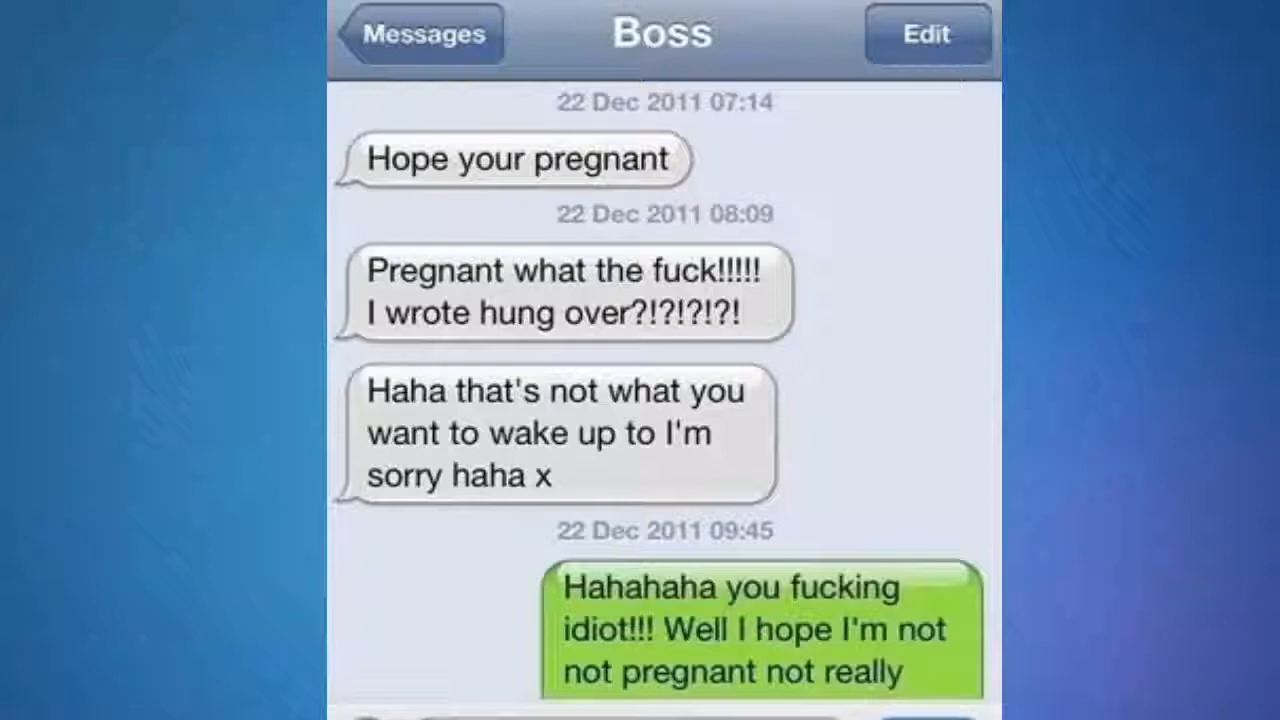 Messages
Boss
Edit
22 Dec 2011 07:14
Hope your pregnant
22 Dec 2011 08:09
Pregnant what the fuck!!!!!
I wrote hung over?!?!?!?!
Haha that's not what you
want to wake up to I'm
sorry haha x
22 Dec 2011 09:45
Hahahaha you fucking
idiot!!! Well I hope I'm not
not pregnant not really